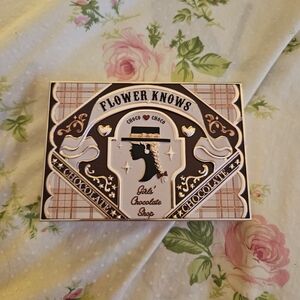 FLOWER KNOWS
CHOCO ♥ CHOCO
Girls'
Chocolate
Shop
CHOCOLATE
CHOCOLATE